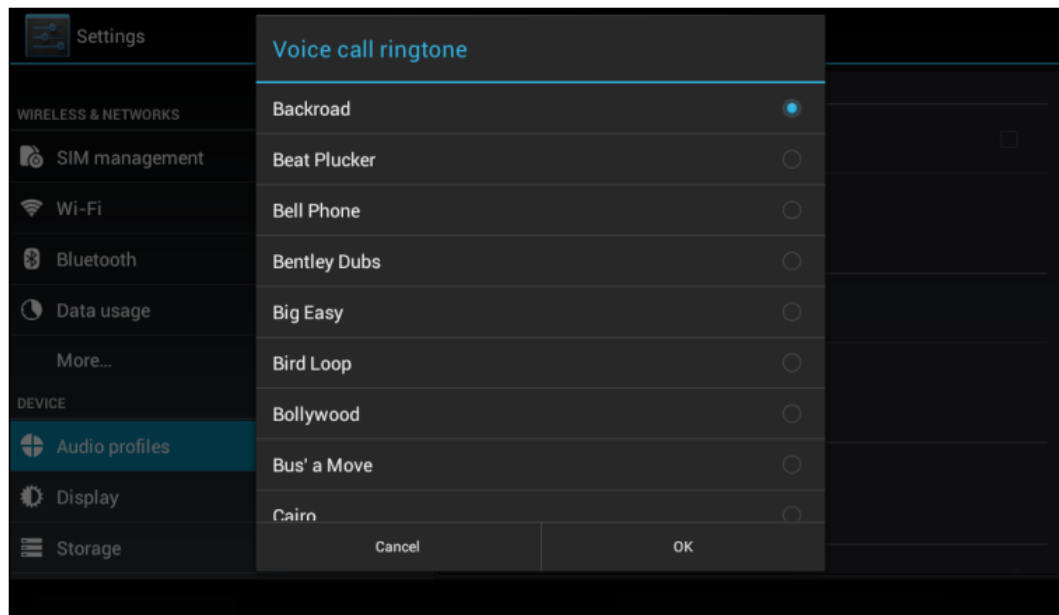 Settings
WIRELESS & NETWORKS
SIM management
Wi-Fi
Bluetooth
Data usage
More...
DEVICE
Audio profiles
Display
Storage
Voice call ringtone
Backroad
Beat Plucker
Bell Phone
Bentley Dubs
Big Easy
Bird Loop
Bollywood
Bus' a Move
Cairo
Cancel
OK